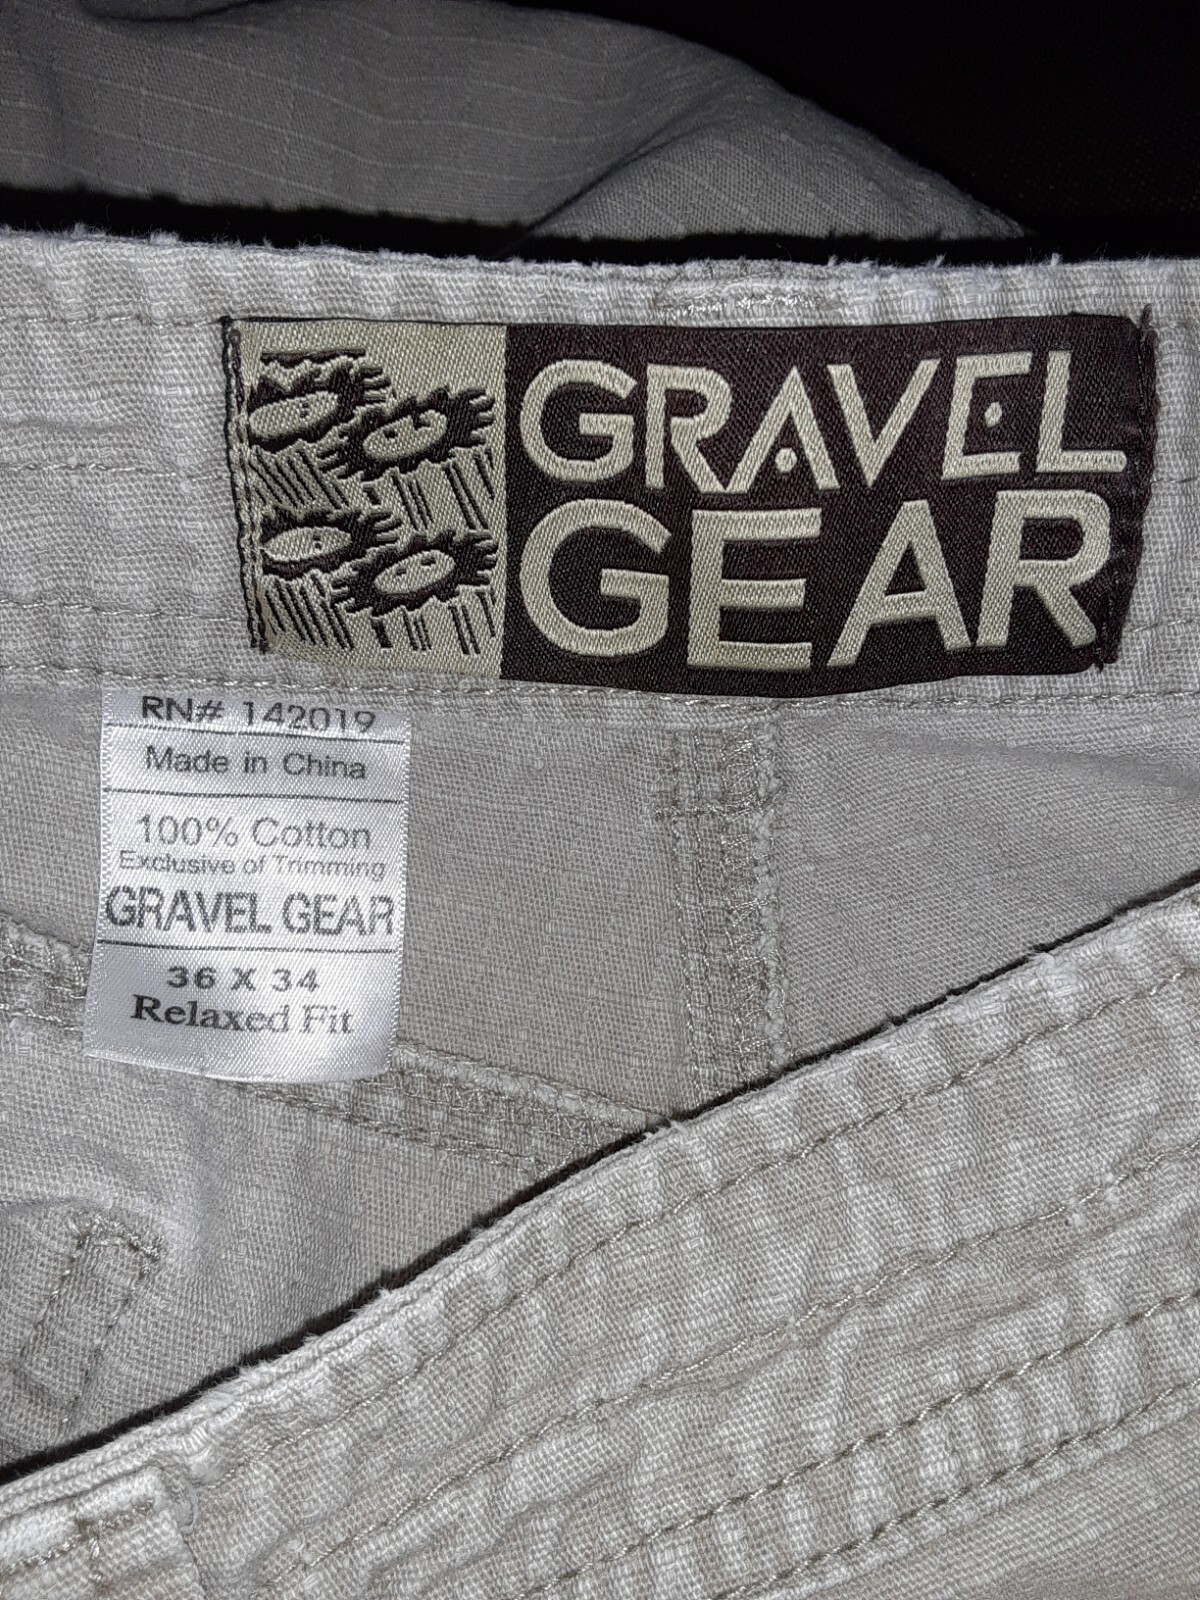 GRAVEL
GEAR
RN# 142019
Made in China
100% Cotton
Exclusive of Trimming
GRAVEL GEAR
36 X 34
Relaxed Fit